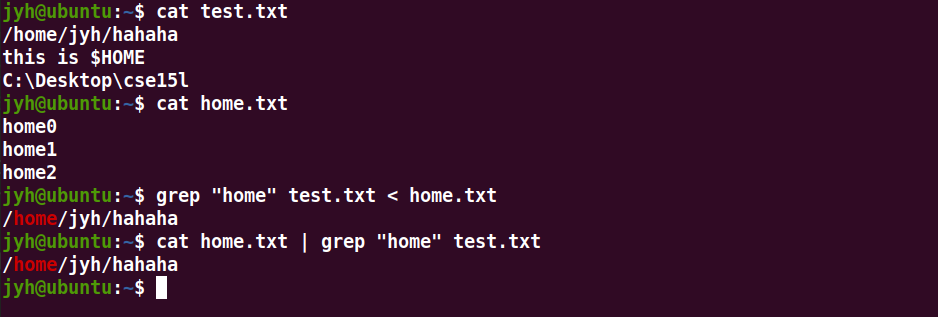 jyh@ubuntu:~$ cat test.txt
/home/jyh/hahaha
this is $HOME
C:\Desktop\cse15l
jyh@ubuntu:~$ cat home.txt
home0
home1
home2
jyh@ubuntu:~$ grep "home" test.txt < home.txt
/home/jyh/hahaha
jyh@ubuntu:~$ cat home.txt | grep "home" test.txt
/home/jyh/hahaha
jyh@ubuntu:~$